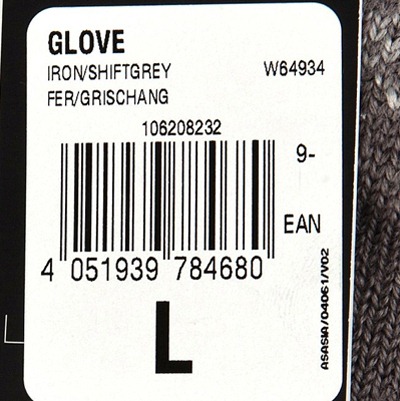 GLOVE
IRON/SHIFTGREY W64934
FER/GRISCHANG
106208232
9-
EAN
4 051939 784680
L
ASASIA/04061/V02